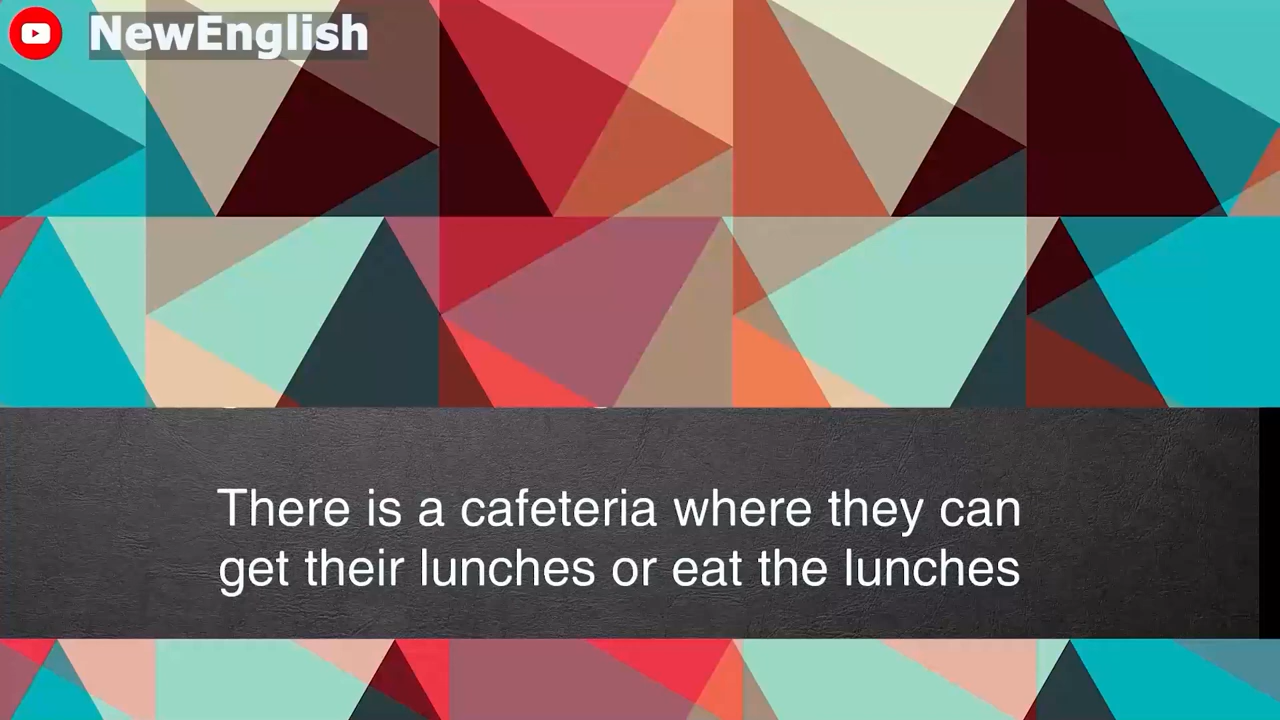 NewEnglish
There is a cafeteria where they can
get their lunches or eat the lunches